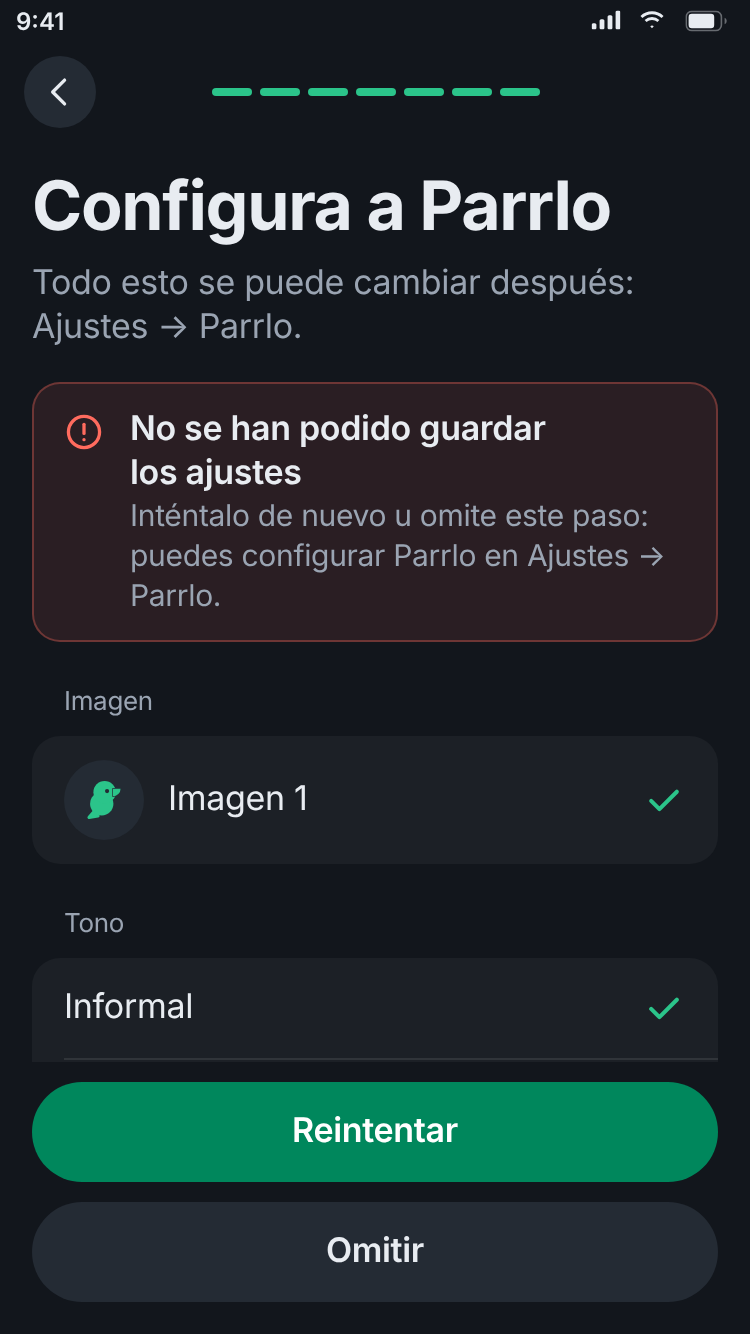 9:41
Configura a Parrlo
Todo esto se puede cambiar después:
Ajustes → Parrlo.
No se han podido guardar
los ajustes
Inténtalo de nuevo u omite este paso:
puedes configurar Parrlo en Ajustes →
Parrlo.
Imagen
Imagen 1
Tono
Informal
Reintentar
Omitir